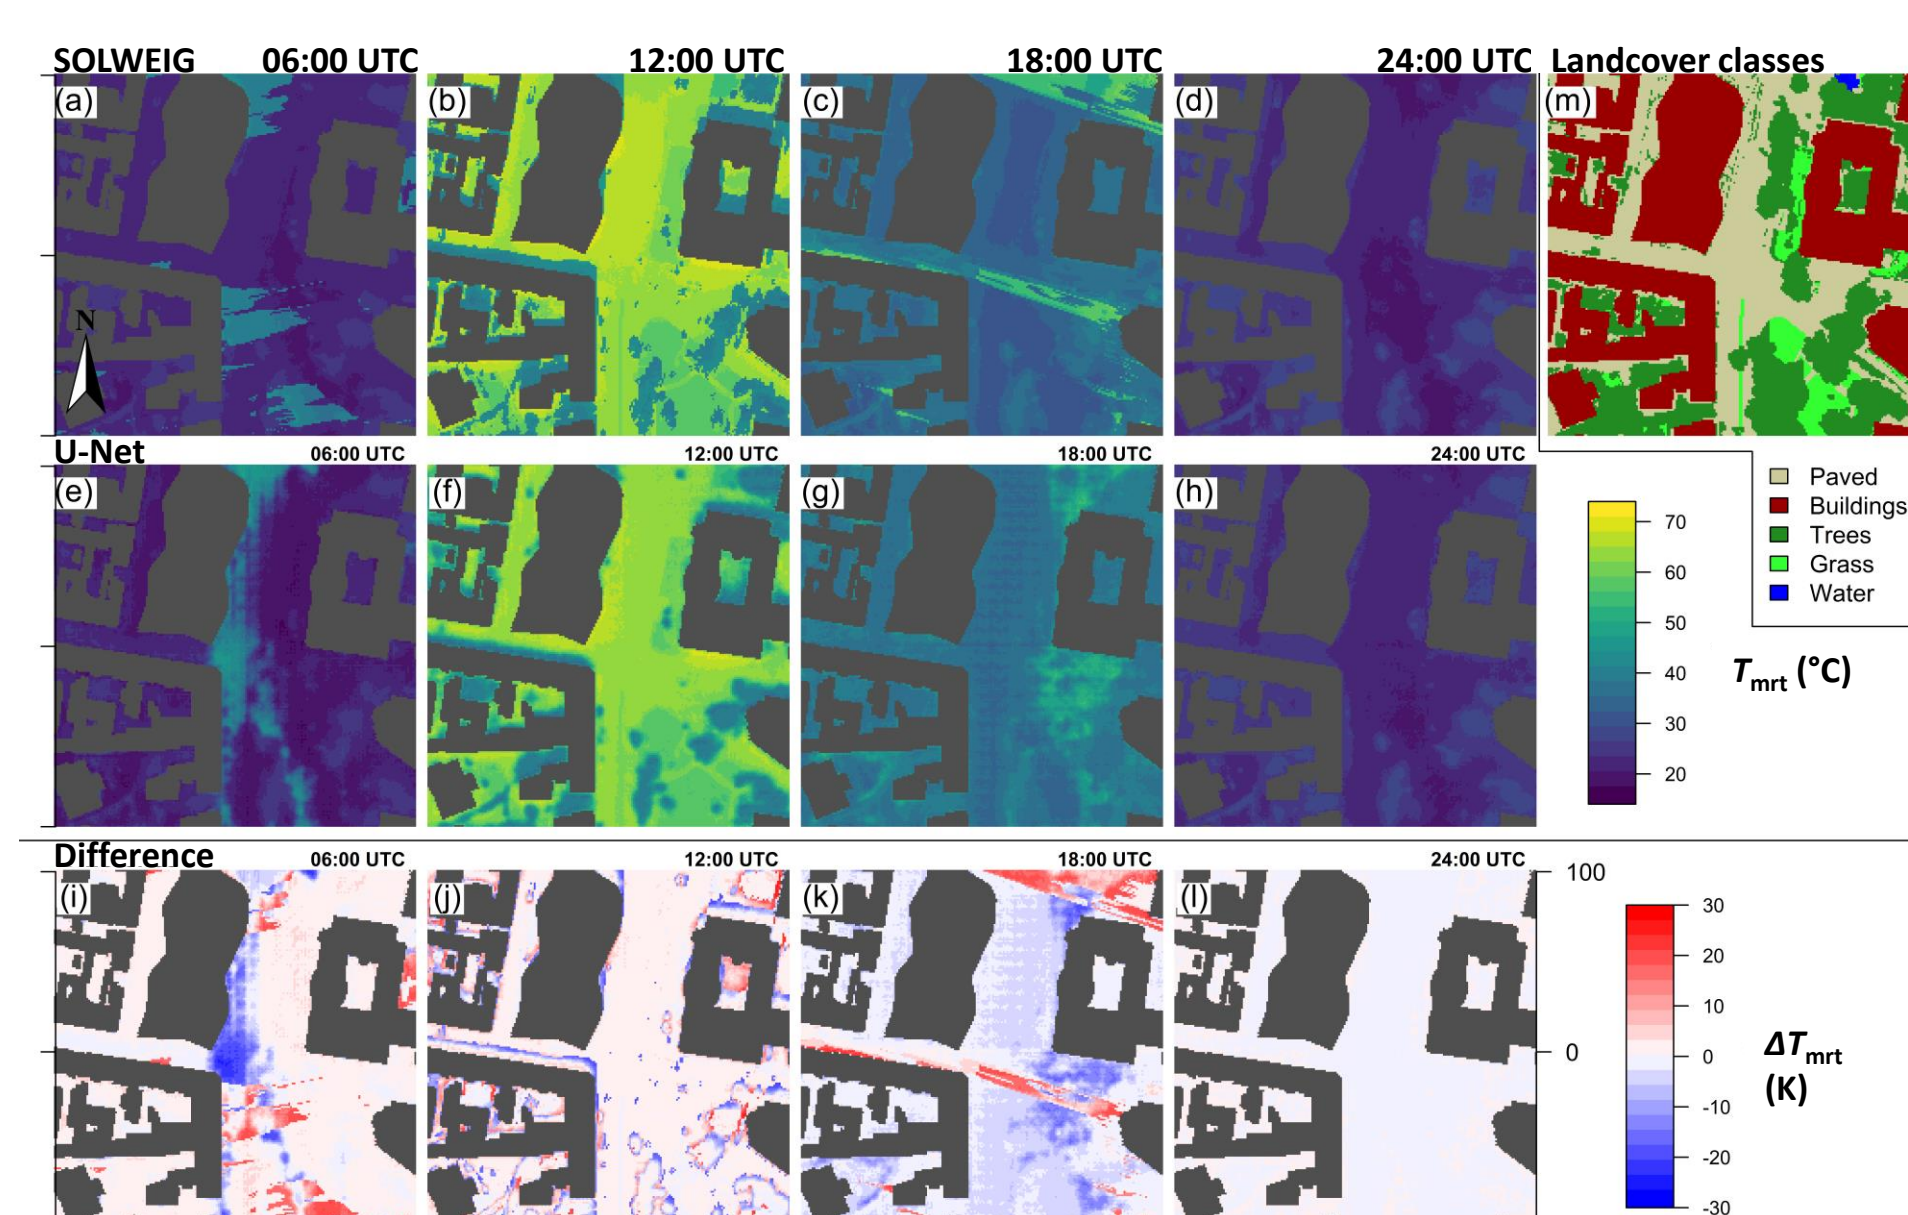 SOLWEIG 06:00 UTC 12:00 UTC 18:00 UTC 24:00 UTC Landcover classes
(a) (b) (c) (d) (m)
N
U-Net 06:00 UTC 12:00 UTC 18:00 UTC 24:00 UTC
(e) (f) (g) (h)
Paved
Buildings
Trees
Grass
Water
70
60
50
40
30
20
Tmrt (°C)
Difference 06:00 UTC 12:00 UTC 18:00 UTC 24:00 UTC
(i) (j) (k) (l)
100
0
30
20
10
0
-10
-20
-30
ΔTmrt
(K)